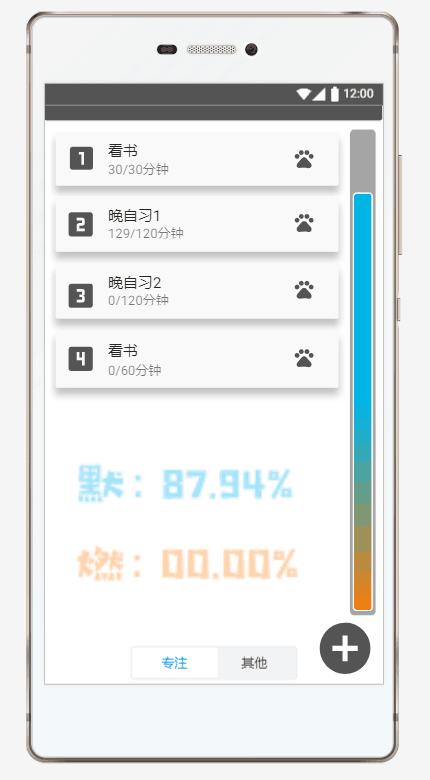 12:00
1
看书
30/30分钟
2
晚自习1
129/120分钟
3
晚自习2
0/120分钟
4
看书
0/60分钟
默：87.94%
燃：00.00%
专注
其他